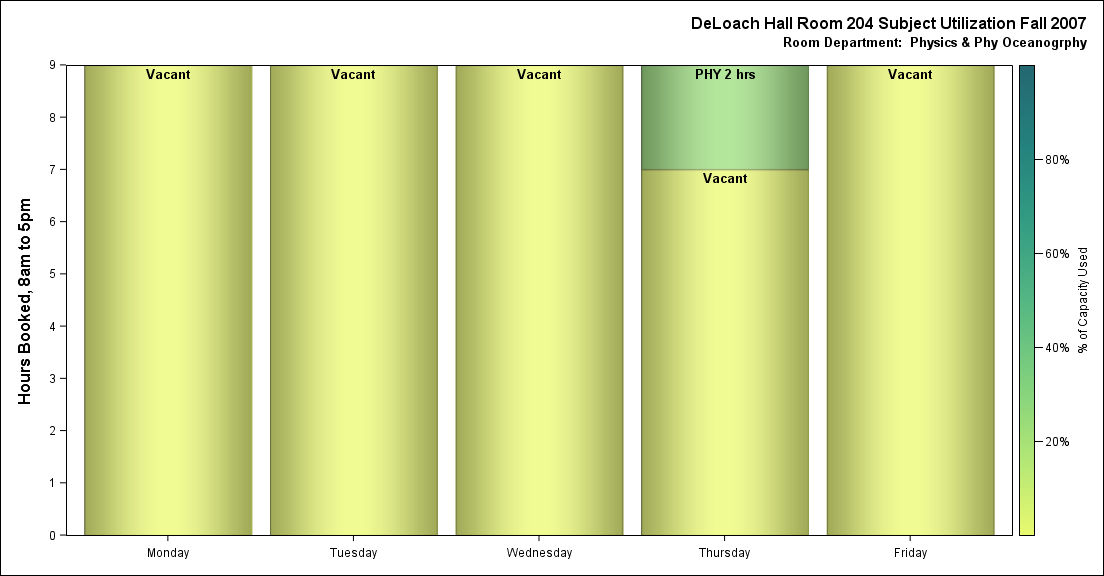 DeLoach Hall Room 204 Subject Utilization Fall 2007
Room Department:  Physics & Phy Oceanogrphy
Hours Booked, 8am to 5pm
9
8
7
6
5
4
3
2
1
0
Vacant
Vacant
Vacant
PHY 2 hrs
Vacant
Vacant
Monday
Tuesday
Wednesday
Thursday
Friday
80%
60%
40%
20%
% of Capacity Used